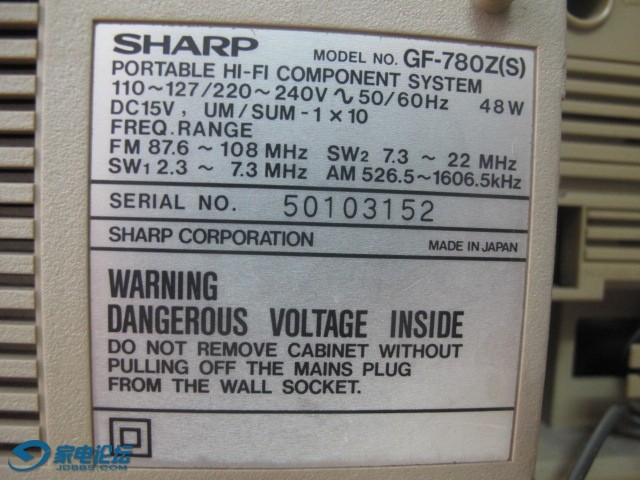 SHARP MODEL NO. GF-780Z(S)
PORTABLE HI-FI COMPONENT SYSTEM
110~127/220~240V ∿ 50/60Hz 48W
DC15V, UM/SUM-1 × 10
FREQ. RANGE
FM 87.6 ~ 108 MHz SW2 7.3 ~ 22 MHz
SW1 2.3 ~ 7.3 MHz AM 526.5~1606.5kHz
SERIAL NO. 50103152
SHARP CORPORATION MADE IN JAPAN
WARNING
DANGEROUS VOLTAGE INSIDE
DO NOT REMOVE CABINET WITHOUT
PULLING OFF THE MAINS PLUG
FROM THE WALL SOCKET.
家电论坛
JDBBS.COM